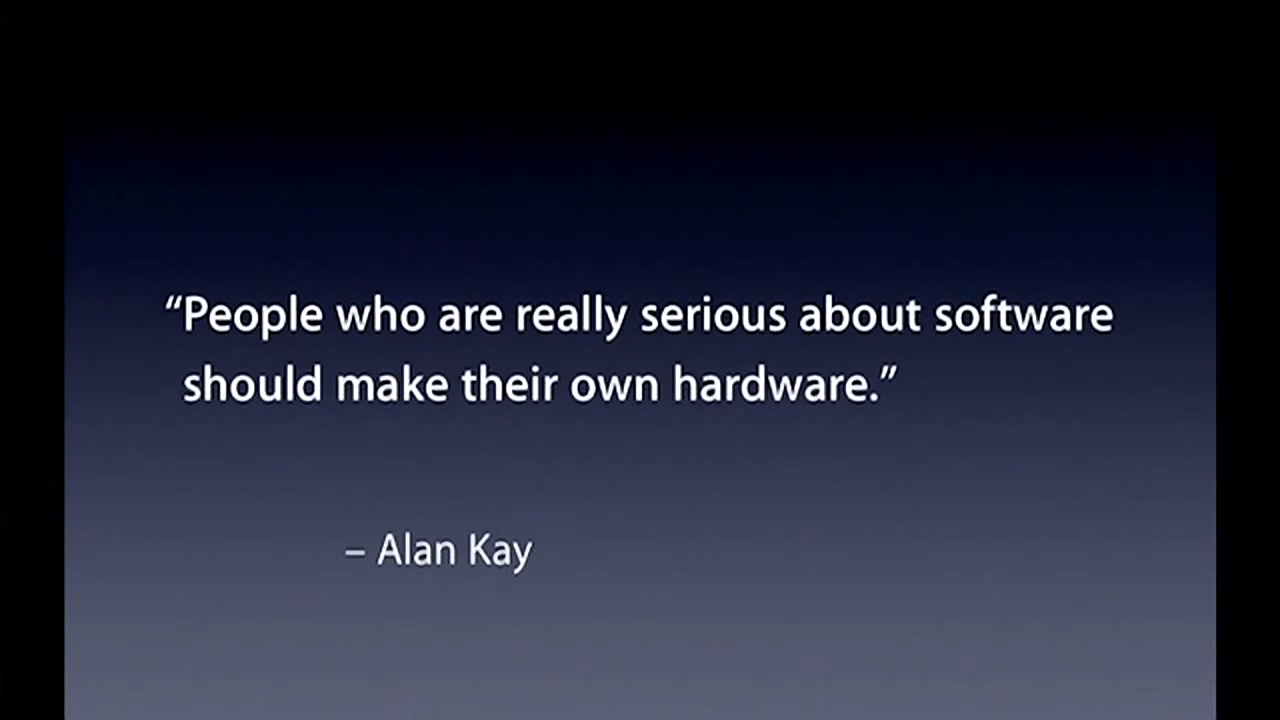 “People who are really serious about software
should make their own hardware.”
– Alan Kay